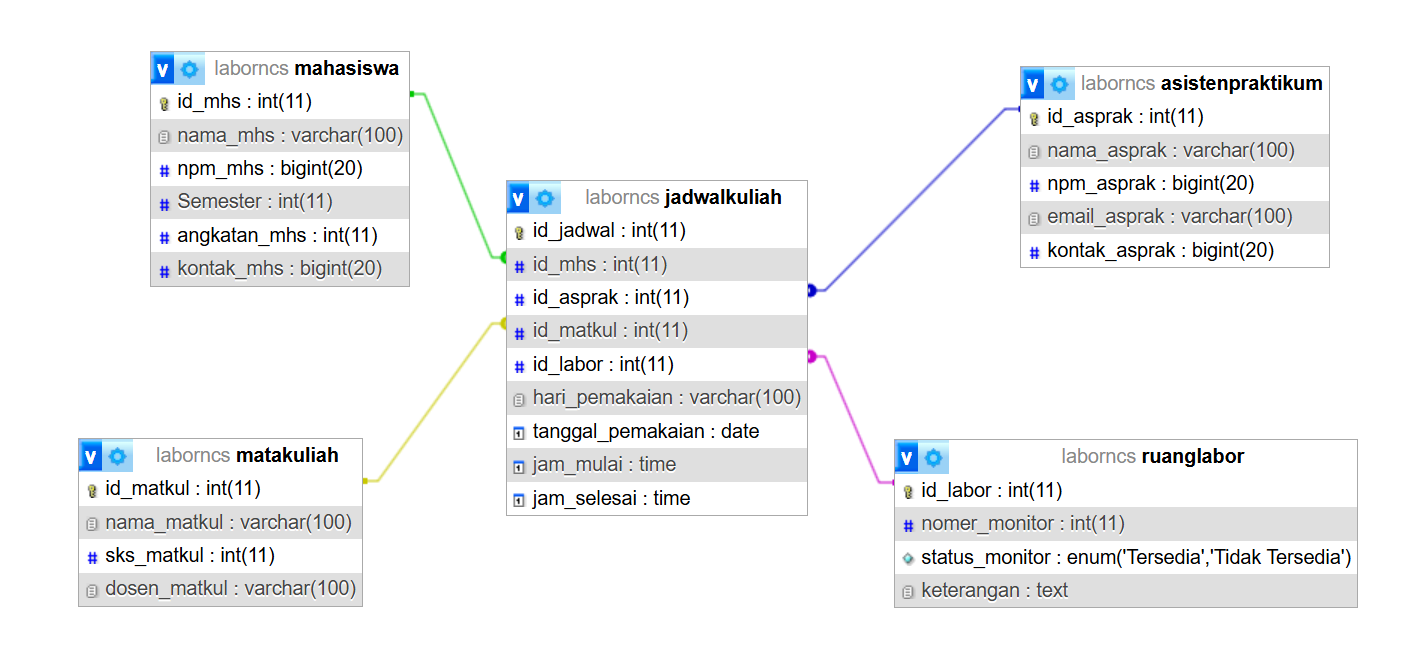 laborncs mahasiswa
id_mhs : int(11)
nama_mhs : varchar(100)
npm_mhs : bigint(20)
Semester : int(11)
angkatan_mhs : int(11)
kontak_mhs : bigint(20)
laborncs asistenpraktikum
id_asprak : int(11)
nama_asprak : varchar(100)
npm_asprak : bigint(20)
email_asprak : varchar(100)
kontak_asprak : bigint(20)
laborncs jadwalkuliah
id_jadwal : int(11)
id_mhs : int(11)
id_asprak : int(11)
id_matkul : int(11)
id_labor : int(11)
hari_pemakaian : varchar(100)
tanggal_pemakaian : date
jam_mulai : time
jam_selesai : time
laborncs matakuliah
id_matkul : int(11)
nama_matkul : varchar(100)
sks_matkul : int(11)
dosen_matkul : varchar(100)
laborncs ruanglabor
id_labor : int(11)
nomer_monitor : int(11)
status_monitor : enum('Tersedia','Tidak Tersedia')
keterangan : text